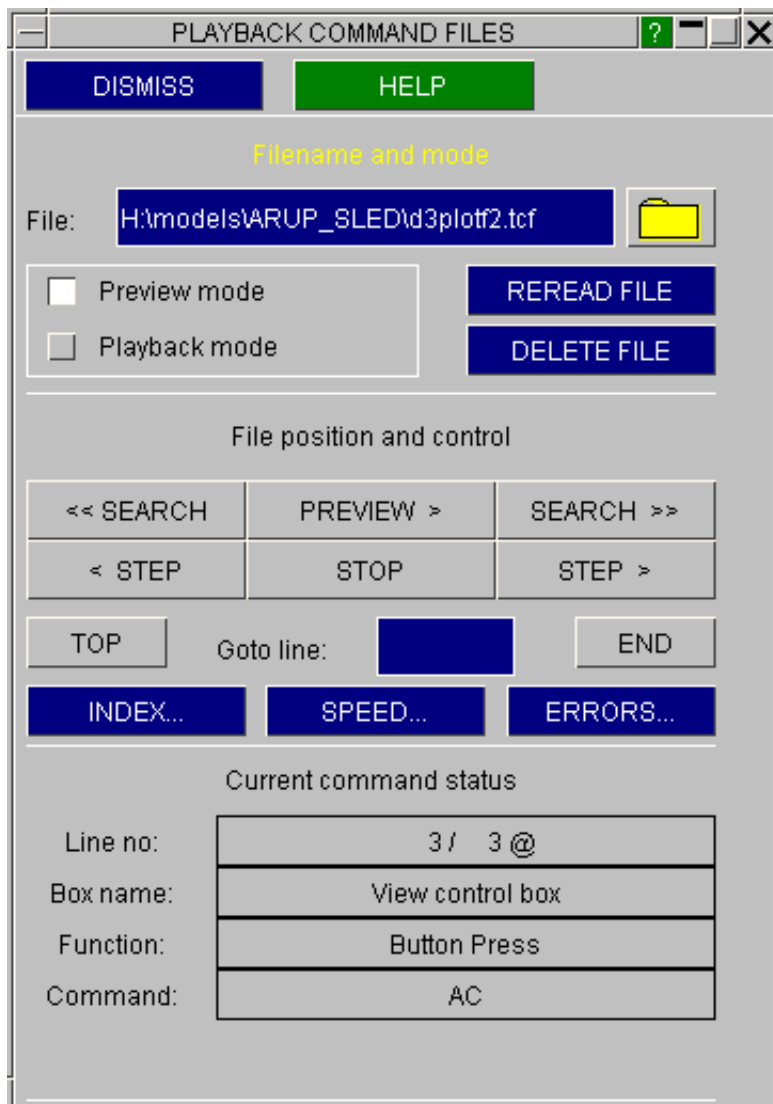 PLAYBACK COMMAND FILES ?
DISMISS HELP
Filename and mode
File: H:\models\ARUP_SLED\d3plotf2.tcf
Preview mode REREAD FILE
Playback mode DELETE FILE
File position and control
<< SEARCH PREVIEW > SEARCH >>
< STEP STOP STEP >
TOP Goto line: END
INDEX... SPEED... ERRORS...
Current command status
Line no: 3 / 3 @
Box name: View control box
Function: Button Press
Command: AC